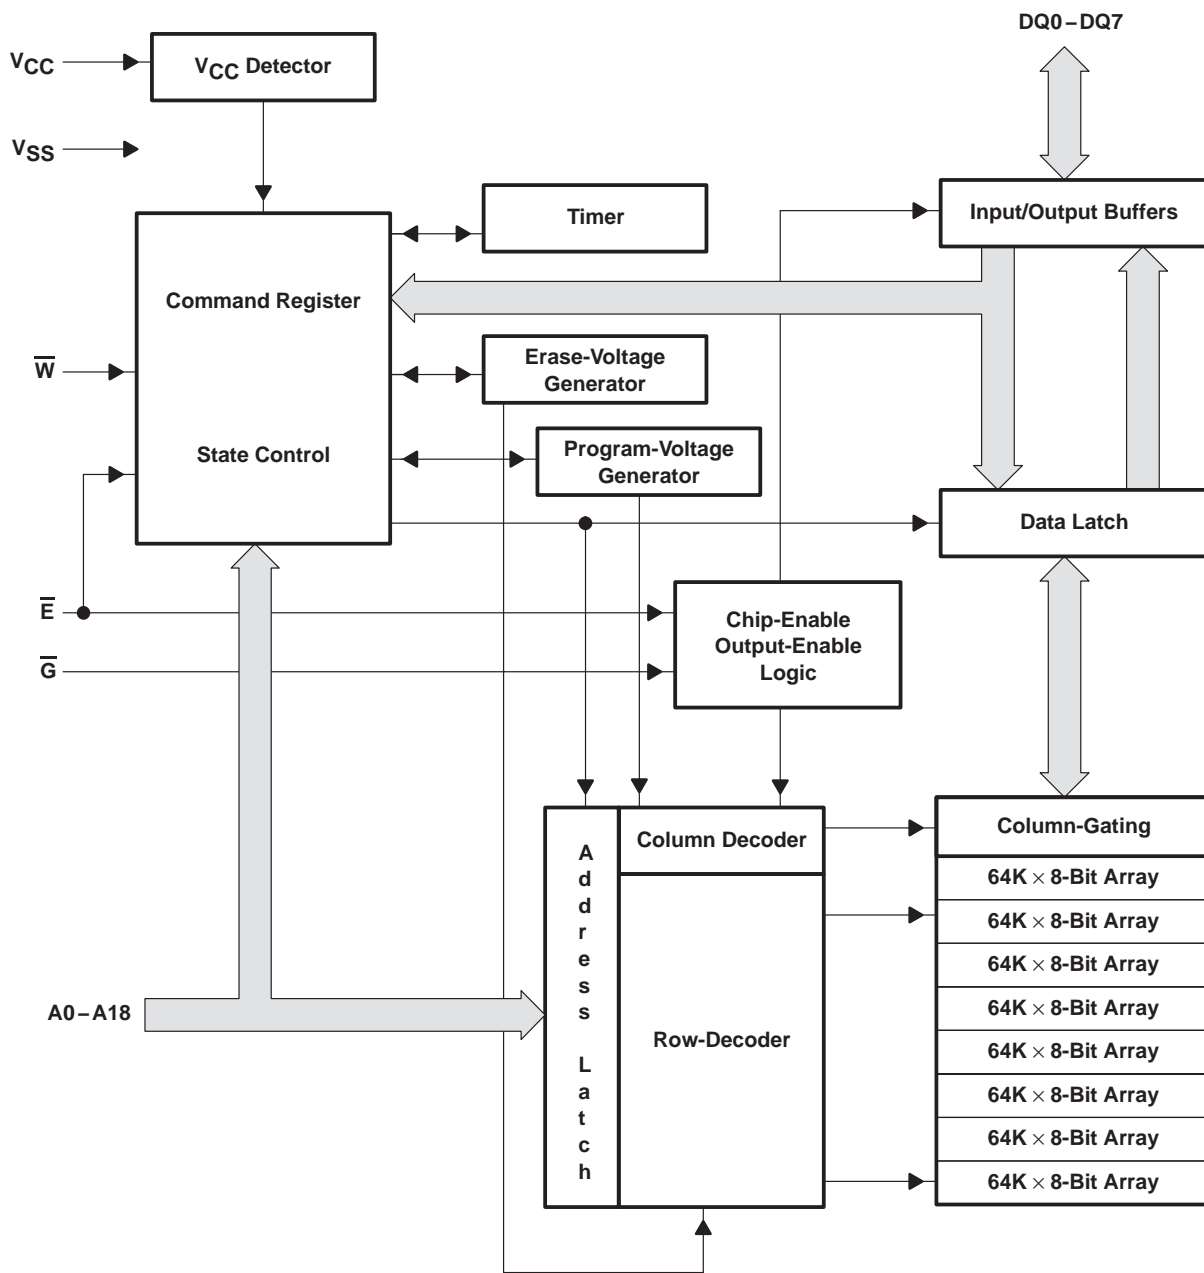 DQ0–DQ7
VCC
VCC Detector
VSS
Input/Output Buffers
Timer
Command Register
W̅
Erase-Voltage
Generator
State Control
Program-Voltage
Generator
Data Latch
E̅
Chip-Enable
Output-Enable
Logic
G̅
Address Latch
Column Decoder
Column-Gating
64K × 8-Bit Array
64K × 8-Bit Array
64K × 8-Bit Array
64K × 8-Bit Array
A0–A18
Row-Decoder
64K × 8-Bit Array
64K × 8-Bit Array
64K × 8-Bit Array
64K × 8-Bit Array